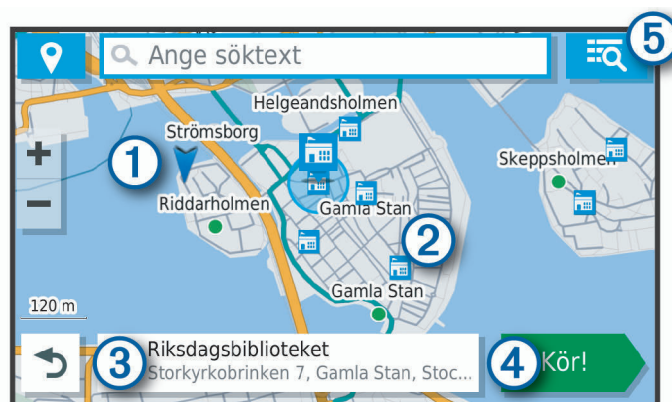 5
Ange söktext
Helgeandsholmen
Strömsborg
1
+
Skeppsholmen
−
Riddarholmen
Gamla Stan
2
Gamla Stan
120 m
3
Riksdagsbiblioteket
Storkyrkobrinken 7, Gamla Stan, Stoc...
4
Kör!